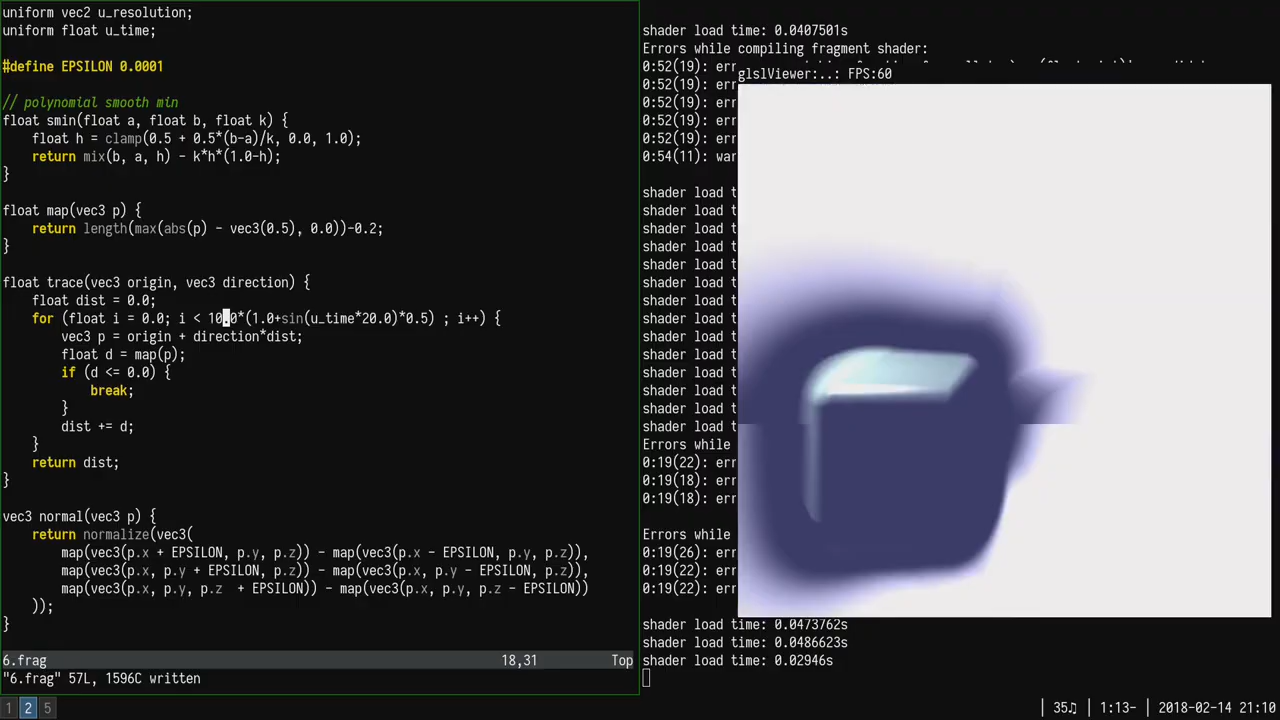 uniform vec2 u_resolution;
uniform float u_time;
#define EPSILON 0.0001
// polynomial smooth min
float smin(float a, float b, float k) {
    float h = clamp(0.5 + 0.5*(b-a)/k, 0.0, 1.0);
    return mix(b, a, h) - k*h*(1.0-h);
}
float map(vec3 p) {
    return length(max(abs(p) - vec3(0.5), 0.0))-0.2;
}
float trace(vec3 origin, vec3 direction) {
    float dist = 0.0;
    for (float i = 0.0; i < 10.0*(1.0+sin(u_time*20.0)*0.5) ; i++) {
        vec3 p = origin + direction*dist;
        float d = map(p);
        if (d <= 0.0) {
            break;
        }
        dist += d;
    }
    return dist;
}
vec3 normal(vec3 p) {
    return normalize(vec3(
        map(vec3(p.x + EPSILON, p.y, p.z)) - map(vec3(p.x - EPSILON, p.y, p.z)),
        map(vec3(p.x, p.y + EPSILON, p.z)) - map(vec3(p.x, p.y - EPSILON, p.z)),
        map(vec3(p.x, p.y, p.z  + EPSILON)) - map(vec3(p.x, p.y, p.z - EPSILON))
    ));
}
6.frag 18,31 Top
"6.frag" 57L, 1596C written
shader load time: 0.0407501s
Errors while compiling fragment shader:
0:52(19): err
0:52(19): err
0:52(19): err
0:52(19): err
0:52(19): err
0:54(11): war
shader load t
shader load t
shader load t
shader load t
shader load t
shader load t
shader load t
shader load t
shader load t
shader load t
shader load t
shader load t
shader load t
shader load t
Errors while
0:19(22): err
0:19(18): err
0:19(18): err
Errors while
0:19(26): err
0:19(22): err
0:19(22): err
shader load time: 0.0473762s
shader load time: 0.0486623s
shader load time: 0.02946s
glslViewer:..: FPS:60
1 2 5
| 35♫ | 1:13- | 2018-02-14 21:10